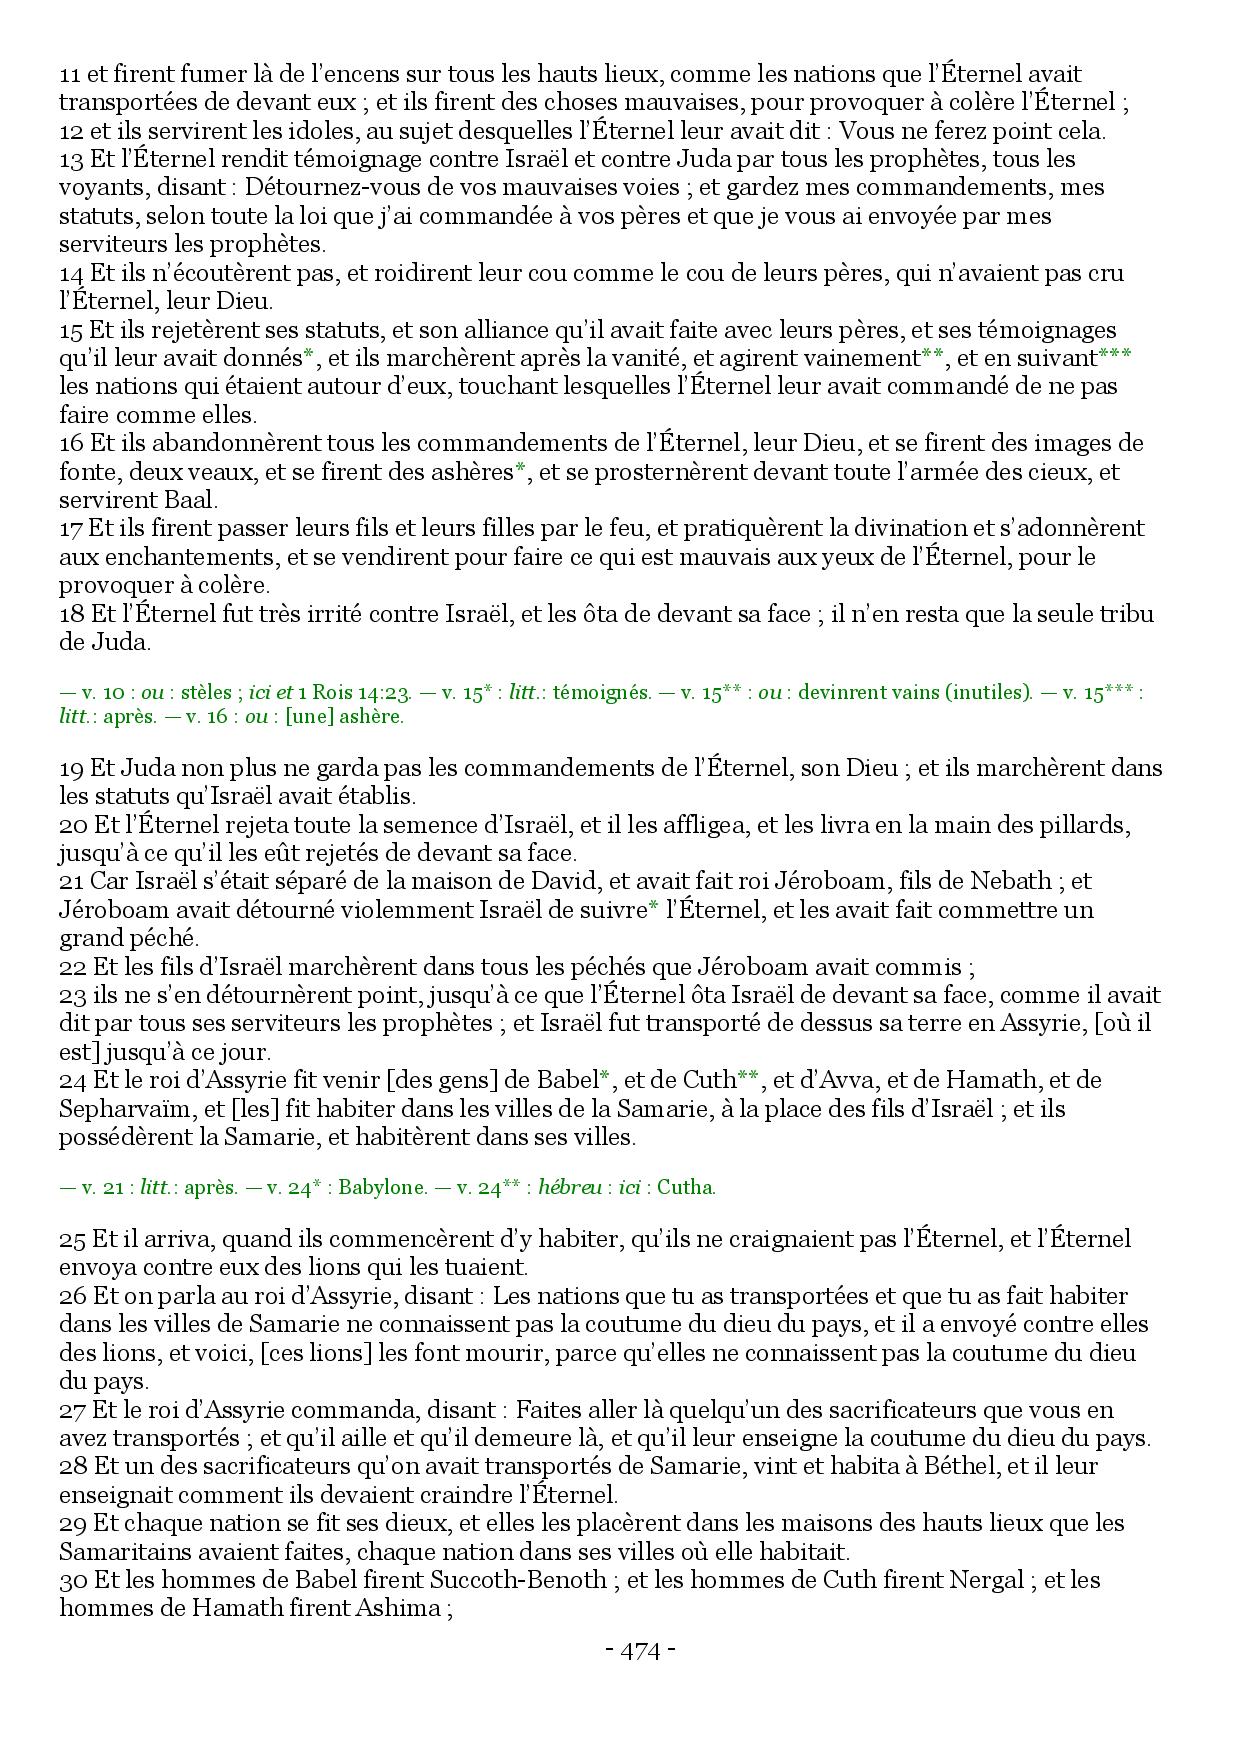 11 et firent fumer là de l’encens sur tous les hauts lieux, comme les nations que l’Éternel avait
transportées de devant eux ; et ils firent des choses mauvaises, pour provoquer à colère l’Éternel ;
12 et ils servirent les idoles, au sujet desquelles l’Éternel leur avait dit : Vous ne ferez point cela.
13 Et l’Éternel rendit témoignage contre Israël et contre Juda par tous les prophètes, tous les
voyants, disant : Détournez-vous de vos mauvaises voies ; et gardez mes commandements, mes
statuts, selon toute la loi que j’ai commandée à vos pères et que je vous ai envoyée par mes
serviteurs les prophètes.
14 Et ils n’écoutèrent pas, et roidirent leur cou comme le cou de leurs pères, qui n’avaient pas cru
l’Éternel, leur Dieu.
15 Et ils rejetèrent ses statuts, et son alliance qu’il avait faite avec leurs pères, et ses témoignages
qu’il leur avait donnés*, et ils marchèrent après la vanité, et agirent vainement**, et en suivant***
les nations qui étaient autour d’eux, touchant lesquelles l’Éternel leur avait commandé de ne pas
faire comme elles.
16 Et ils abandonnèrent tous les commandements de l’Éternel, leur Dieu, et se firent des images de
fonte, deux veaux, et se firent des ashères*, et se prosternèrent devant toute l’armée des cieux, et
servirent Baal.
17 Et ils firent passer leurs fils et leurs filles par le feu, et pratiquèrent la divination et s’adonnèrent
aux enchantements, et se vendirent pour faire ce qui est mauvais aux yeux de l’Éternel, pour le
provoquer à colère.
18 Et l’Éternel fut très irrité contre Israël, et les ôta de devant sa face ; il n’en resta que la seule tribu
de Juda.
— v. 10 : ou : stèles ; ici et 1 Rois 14:23. — v. 15* : litt.: témoignés. — v. 15** : ou : devinrent vains (inutiles). — v. 15*** :
litt.: après. — v. 16 : ou : [une] ashère.
19 Et Juda non plus ne garda pas les commandements de l’Éternel, son Dieu ; et ils marchèrent dans
les statuts qu’Israël avait établis.
20 Et l’Éternel rejeta toute la semence d’Israël, et il les affligea, et les livra en la main des pillards,
jusqu’à ce qu’il les eût rejetés de devant sa face.
21 Car Israël s’était séparé de la maison de David, et avait fait roi Jéroboam, fils de Nebath ; et
Jéroboam avait détourné violemment Israël de suivre* l’Éternel, et les avait fait commettre un
grand péché.
22 Et les fils d’Israël marchèrent dans tous les péchés que Jéroboam avait commis ;
23 ils ne s’en détournèrent point, jusqu’à ce que l’Éternel ôta Israël de devant sa face, comme il avait
dit par tous ses serviteurs les prophètes ; et Israël fut transporté de dessus sa terre en Assyrie, [où il
est] jusqu’à ce jour.
24 Et le roi d’Assyrie fit venir [des gens] de Babel*, et de Cuth**, et d’Avva, et de Hamath, et de
Sepharvaïm, et [les] fit habiter dans les villes de la Samarie, à la place des fils d’Israël ; et ils
possédèrent la Samarie, et habitèrent dans ses villes.
— v. 21 : litt.: après. — v. 24* : Babylone. — v. 24** : hébreu : ici : Cutha.
25 Et il arriva, quand ils commencèrent d’y habiter, qu’ils ne craignaient pas l’Éternel, et l’Éternel
envoya contre eux des lions qui les tuaient.
26 Et on parla au roi d’Assyrie, disant : Les nations que tu as transportées et que tu as fait habiter
dans les villes de Samarie ne connaissent pas la coutume du dieu du pays, et il a envoyé contre elles
des lions, et voici, [ces lions] les font mourir, parce qu’elles ne connaissent pas la coutume du dieu
du pays.
27 Et le roi d’Assyrie commanda, disant : Faites aller là quelqu’un des sacrificateurs que vous en
avez transportés ; et qu’il aille et qu’il demeure là, et qu’il leur enseigne la coutume du dieu du pays.
28 Et un des sacrificateurs qu’on avait transportés de Samarie, vint et habita à Béthel, et il leur
enseignait comment ils devaient craindre l’Éternel.
29 Et chaque nation se fit ses dieux, et elles les placèrent dans les maisons des hauts lieux que les
Samaritains avaient faites, chaque nation dans ses villes où elle habitait.
30 Et les hommes de Babel firent Succoth-Benoth ; et les hommes de Cuth firent Nergal ; et les
hommes de Hamath firent Ashima ;
- 474 -